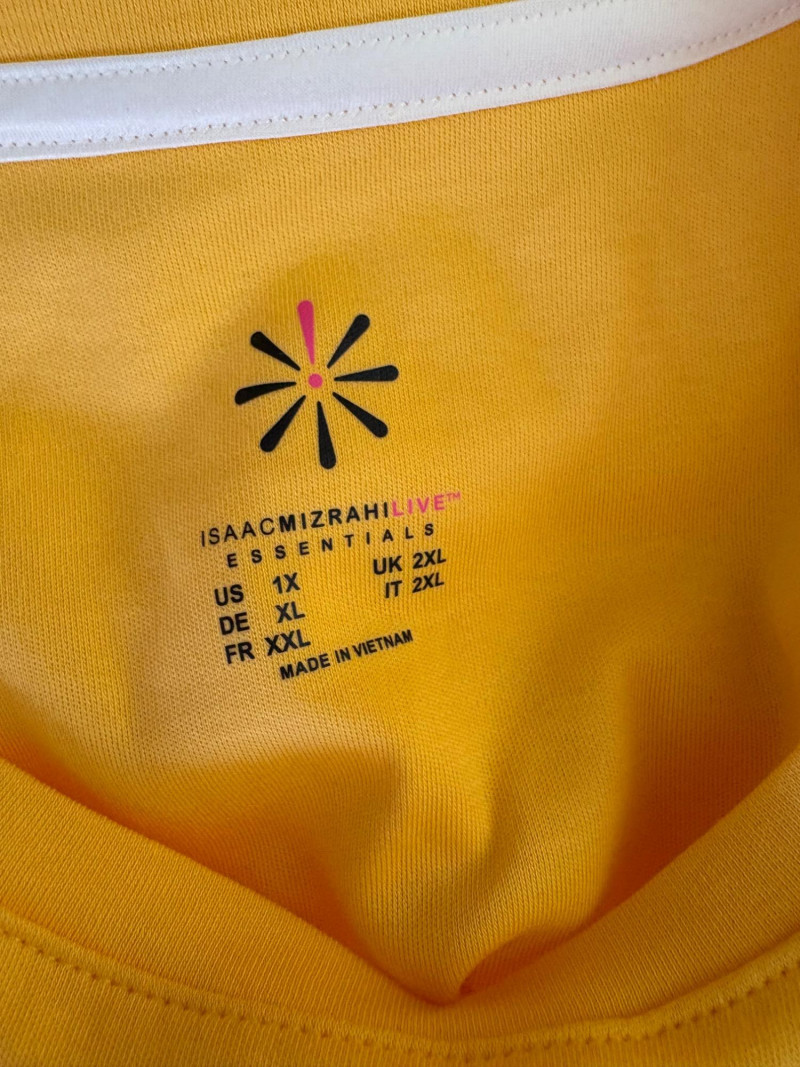 ISAACMIZRAHILIVE™
ESSENTIALS
US 1X UK 2XL
DE XL IT 2XL
FR XXL
MADE IN VIETNAM